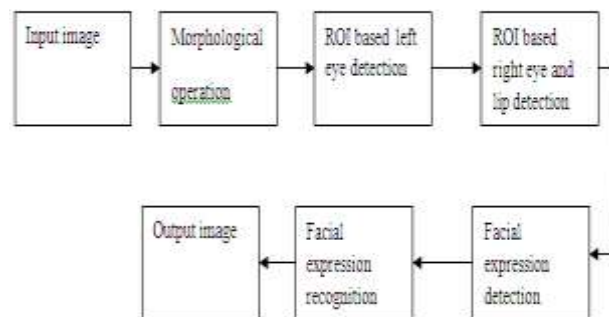 Input image
Morphological
operation
ROI based left
eye detection
ROI based
right eye and
lip detection
Output image
Facial
expression
recognition
Facial
expression
detection